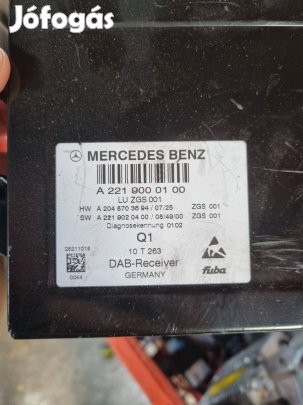 Jófogás
MERCEDES BENZ
A 221 900 01 00
LU ZGS 001
HW A 204 870 36 94 / 07/25 ZGS 001
SW A 221 902 04 00 / 08/49/00 ZGS 001
Diagnosekennung 0102
Q1
10 T 263
28211018
DAB-Receiver
GERMANY
0044
fuba